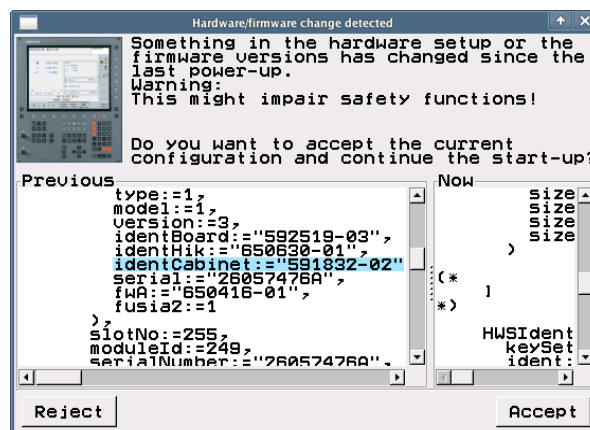 Hardware/firmware change detected
Something in the hardware setup or the
firmware versions has changed since the
last power-up.
Warning:
This might impair safety functions!
Do you want to accept the current
configuration and continue the start-up?
Previous
type:=1,
model:=1,
version:=3,
identBoard:="592519-03",
identHik:="650630-01",
identCabinet:="591832-02"
serial:="26057476A",
fwA:="650416-01",
fusia2:=1
),
slotNo:=255,
moduleId:=249,
serialNumber:="26057476A",
Now
size
size
size
size
)
(*
]
*)
HWSIdent
keySet
ident:
Reject
Accept